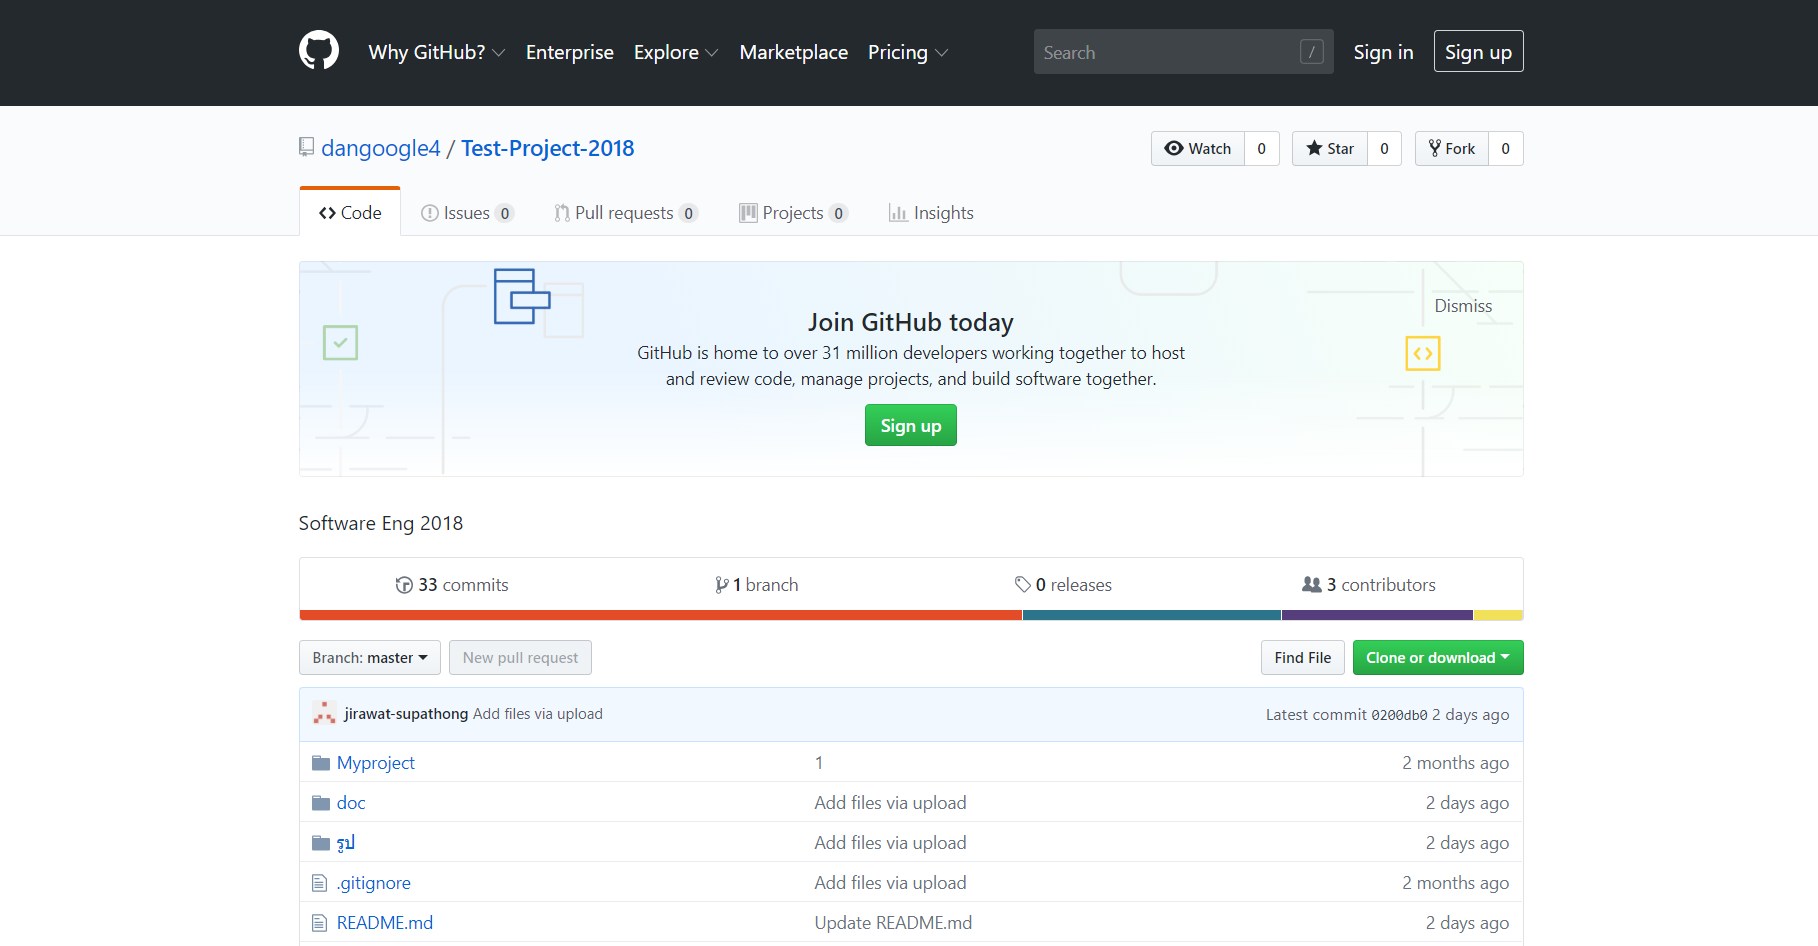 Why GitHub? Enterprise Explore Marketplace Pricing Search / Sign in Sign up
dangoogle4 / Test-Project-2018 Watch 0 Star 0 Fork 0
Code Issues 0 Pull requests 0 Projects 0 Insights
Dismiss
Join GitHub today
GitHub is home to over 31 million developers working together to host
and review code, manage projects, and build software together.
Sign up
Software Eng 2018
33 commits 1 branch 0 releases 3 contributors
Branch: master New pull request Find File Clone or download
jirawat-supathong Add files via upload Latest commit 0200db0 2 days ago
Myproject 1 2 months ago
doc Add files via upload 2 days ago
รูป Add files via upload 2 days ago
.gitignore Add files via upload 2 months ago
README.md Update README.md 2 days ago